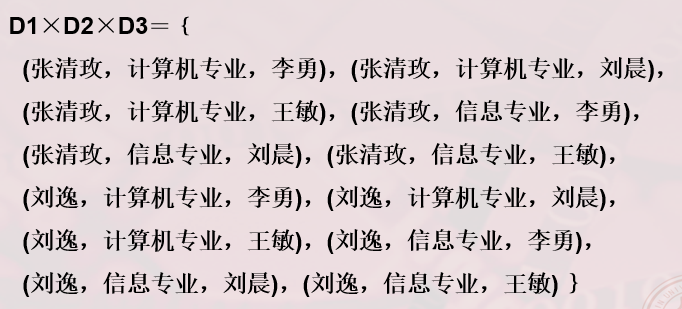 D1×D2×D3＝｛
(张清玫，计算机专业，李勇)，(张清玫，计算机专业，刘晨)，
(张清玫，计算机专业，王敏)，(张清玫，信息专业，李勇)，
(张清玫，信息专业，刘晨)，(张清玫，信息专业，王敏)，
(刘逸，计算机专业，李勇)，(刘逸，计算机专业，刘晨)，
(刘逸，计算机专业，王敏)，(刘逸，信息专业，李勇)，
(刘逸，信息专业，刘晨)，(刘逸，信息专业，王敏) ｝